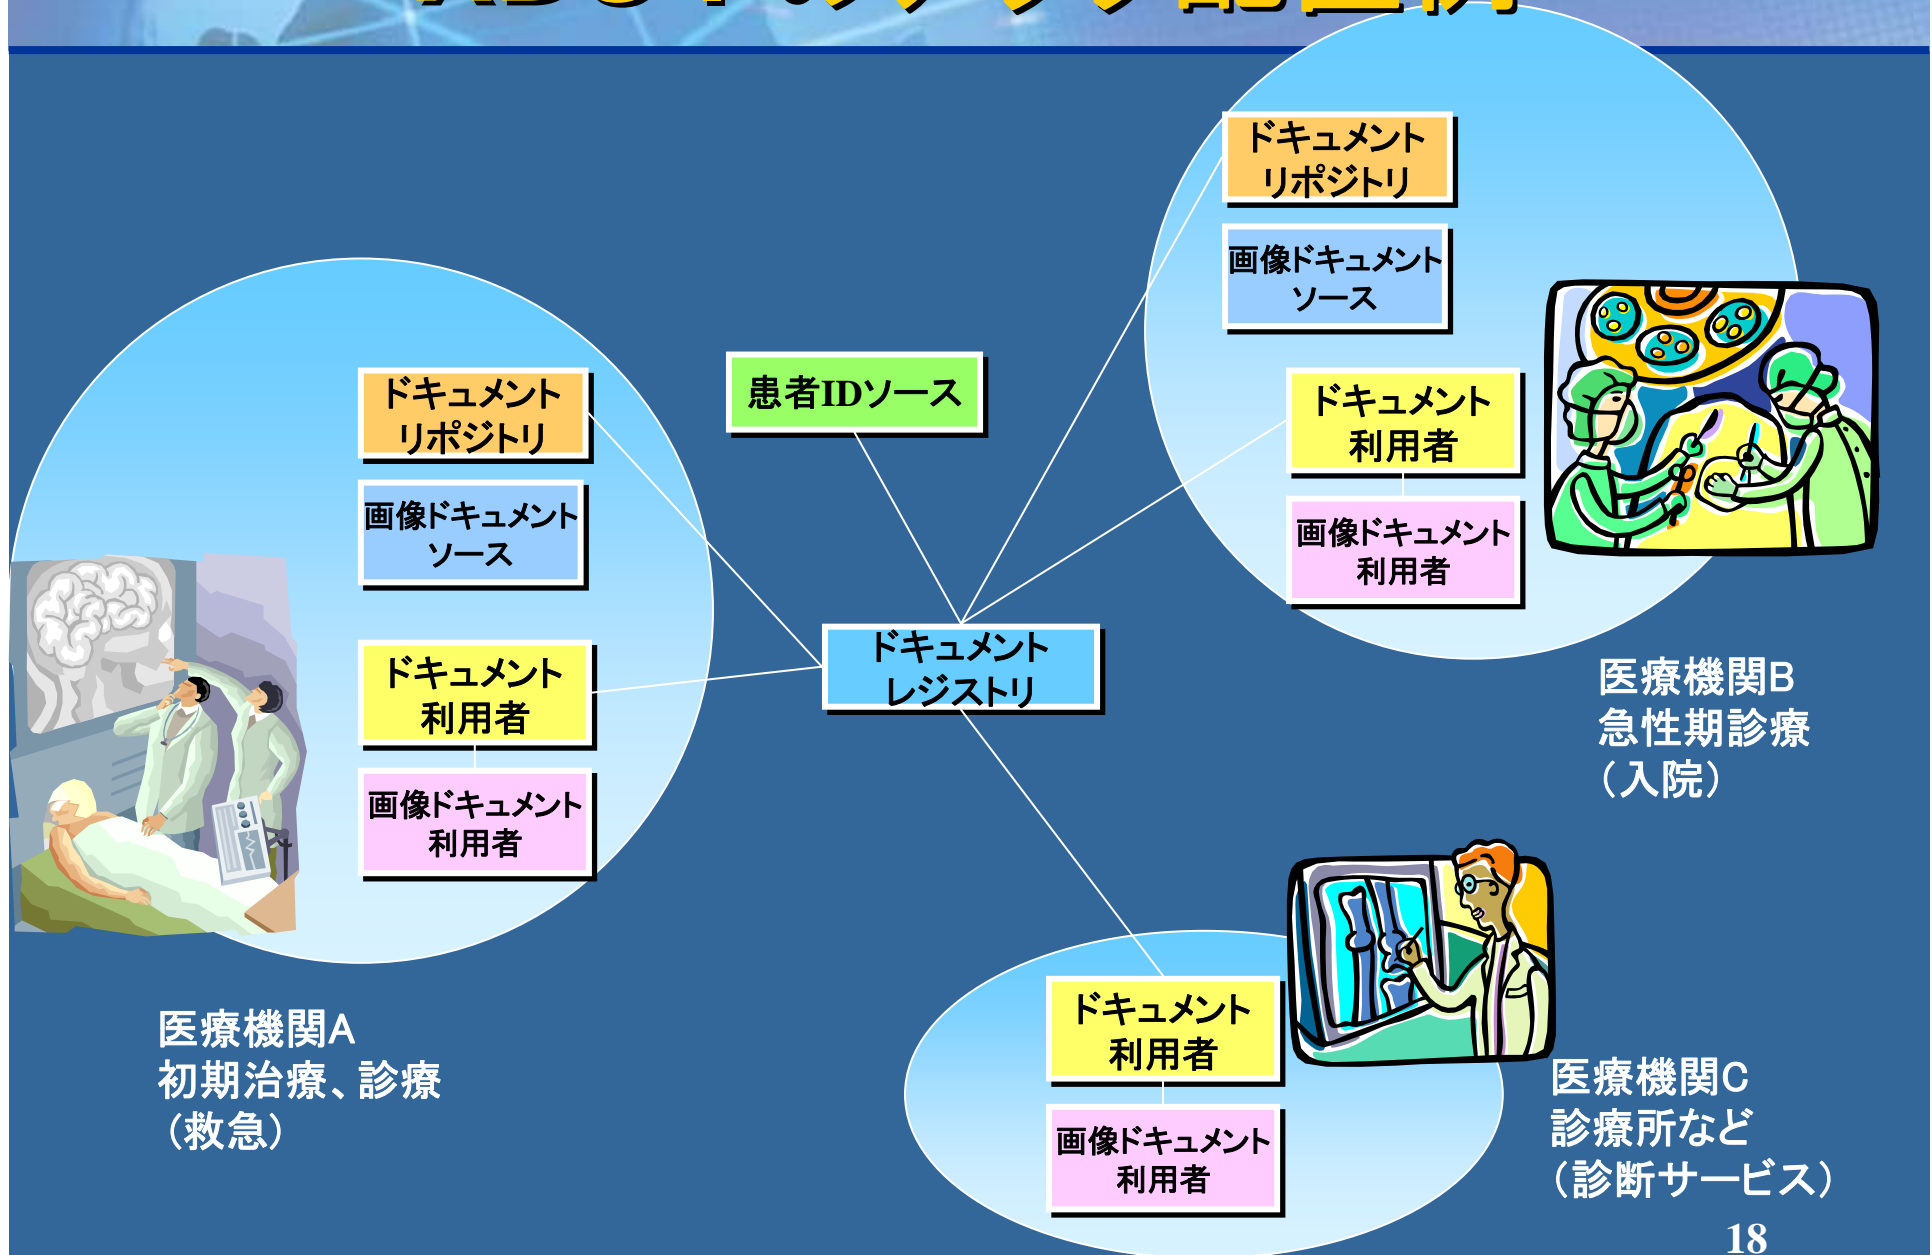 ドキュメント
リポジトリ
画像ドキュメント
ソース
ドキュメント
利用者
画像ドキュメント
利用者
医療機関B
急性期診療
（入院）
患者IDソース
ドキュメント
レジストリ
ドキュメント
リポジトリ
画像ドキュメント
ソース
ドキュメント
利用者
画像ドキュメント
利用者
医療機関A
初期治療、診療
（救急）
ドキュメント
利用者
画像ドキュメント
利用者
医療機関C
診療所など
（診断サービス）
18